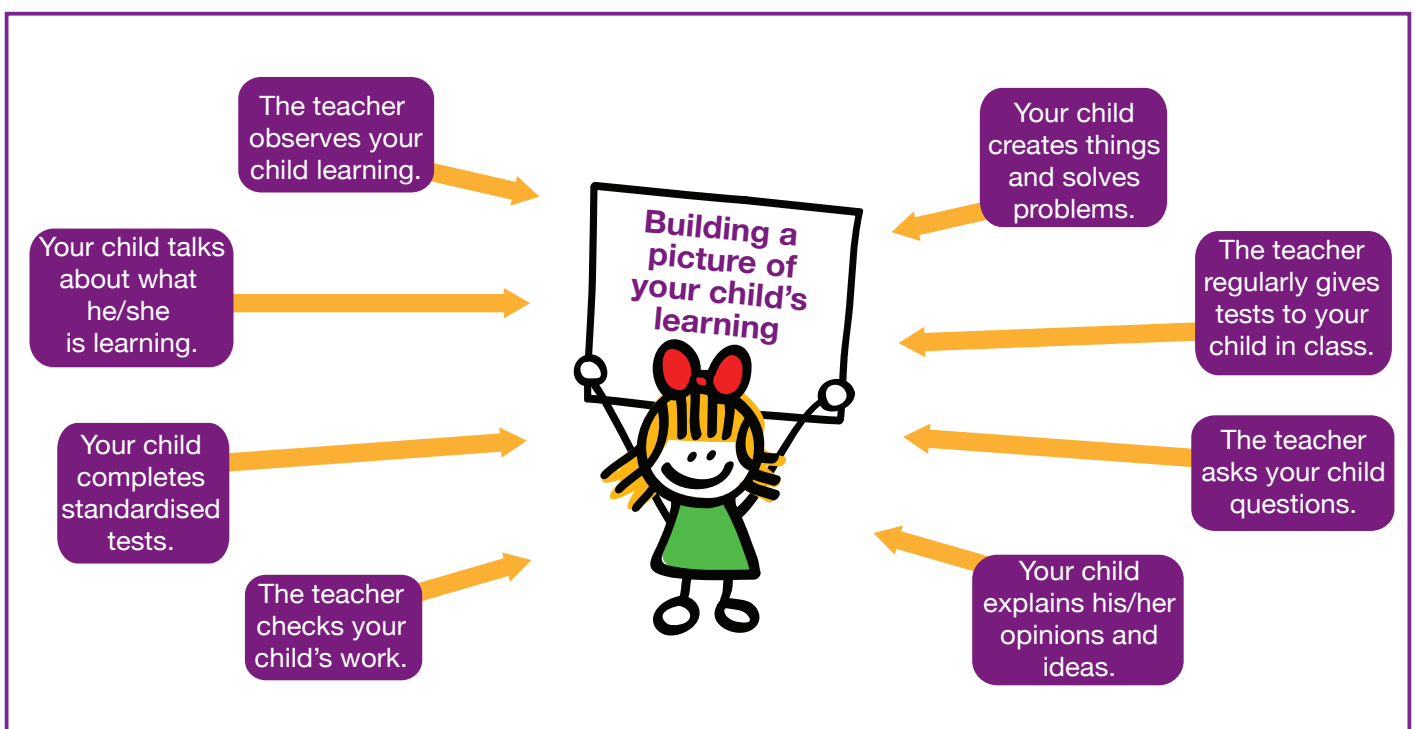 The teacher
observes your
child learning.
Your child talks
about what
he/she
is learning.
Your child
completes
standardised
tests.
The teacher
checks your
child's work.
Building a
picture of
your child's
learning
Your child
creates things
and solves
problems.
The teacher
regularly gives
tests to your
child in class.
The teacher
asks your child
questions.
Your child
explains his/her
opinions and
ideas.